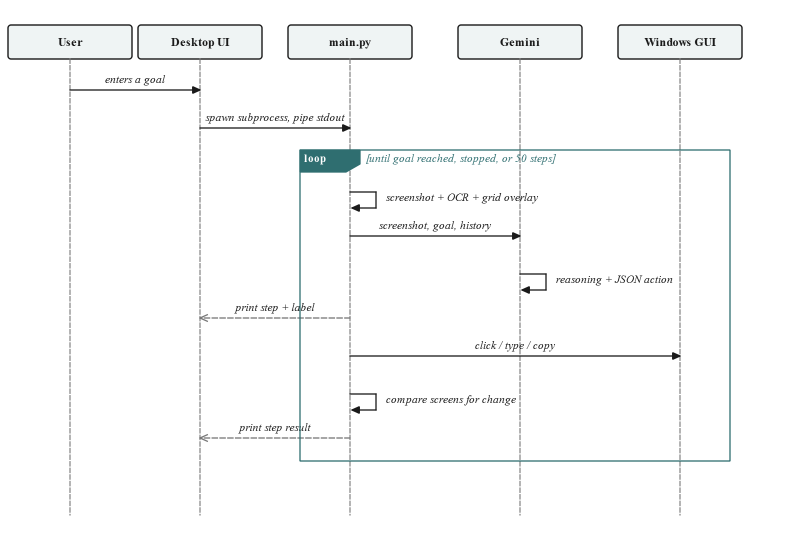 User
Desktop UI
main.py
Gemini
Windows GUI
enters a goal
spawn subprocess, pipe stdout
loop
[until goal reached, stopped, or 50 steps]
screenshot + OCR + grid overlay
screenshot, goal, history
reasoning + JSON action
print step + label
click / type / copy
compare screens for change
print step result